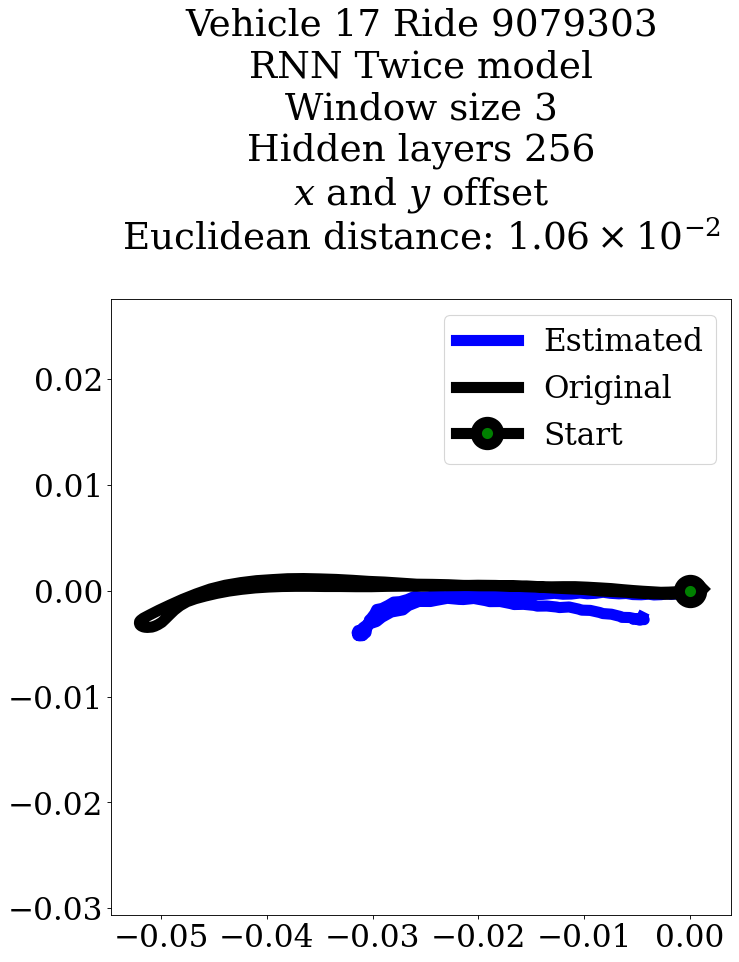 Vehicle 17 Ride 9079303
RNN Twice model
Window size 3
Hidden layers 256
x and y offset
Euclidean distance: 1.06 × 10⁻²
Estimated
Original
Start
0.02
0.01
0.00
−0.01
−0.02
−0.03
−0.05 −0.04 −0.03 −0.02 −0.01 0.00